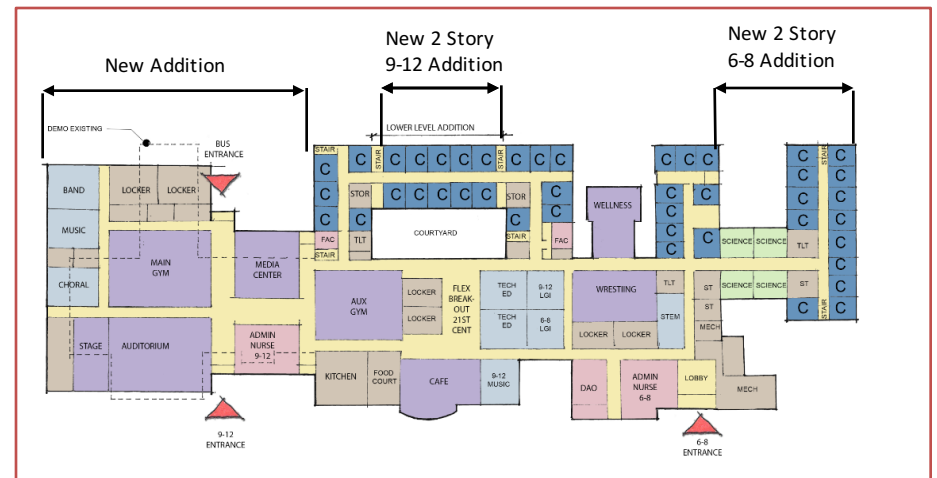 New Addition
New 2 Story
9-12 Addition
New 2 Story
6-8 Addition
DEMO EXISTING
BUS
ENTRANCE
LOWER LEVEL ADDITION
BAND
MUSIC
CHORAL
LOCKER
LOCKER
MAIN
GYM
MEDIA
CENTER
STAGE
AUDITORIUM
ADMIN
NURSE
9-12
9-12
ENTRANCE
STAIR
C
C
C
FAC
STAIR
C
STAIR
C C C C C
STAIR
C C C
STOR
C
TLT
C C C C C
COURTYARD
STOR
C
STAIR
C
C
FAC
AUX
GYM
LOCKER
LOCKER
FLEX
BREAK-
OUT
21ST
CENT
TECH
ED
9-12
LGI
TECH
ED
6-8
LGI
KITCHEN
FOOD
COURT
CAFE
9-12
MUSIC
WELLNESS
WRESTING
LOCKER
LOCKER
TLT
STEM
DAO
ADMIN
NURSE
6-8
LOBBY
6-8
ENTRANCE
C C C
C
C
C
C
C
C
SCIENCE
SCIENCE
SCIENCE
SCIENCE
ST
ST
MECH
MECH
C
C
C
C
TLT
ST
STAIR
STAIR
C
C
C
C
C
C
C
C